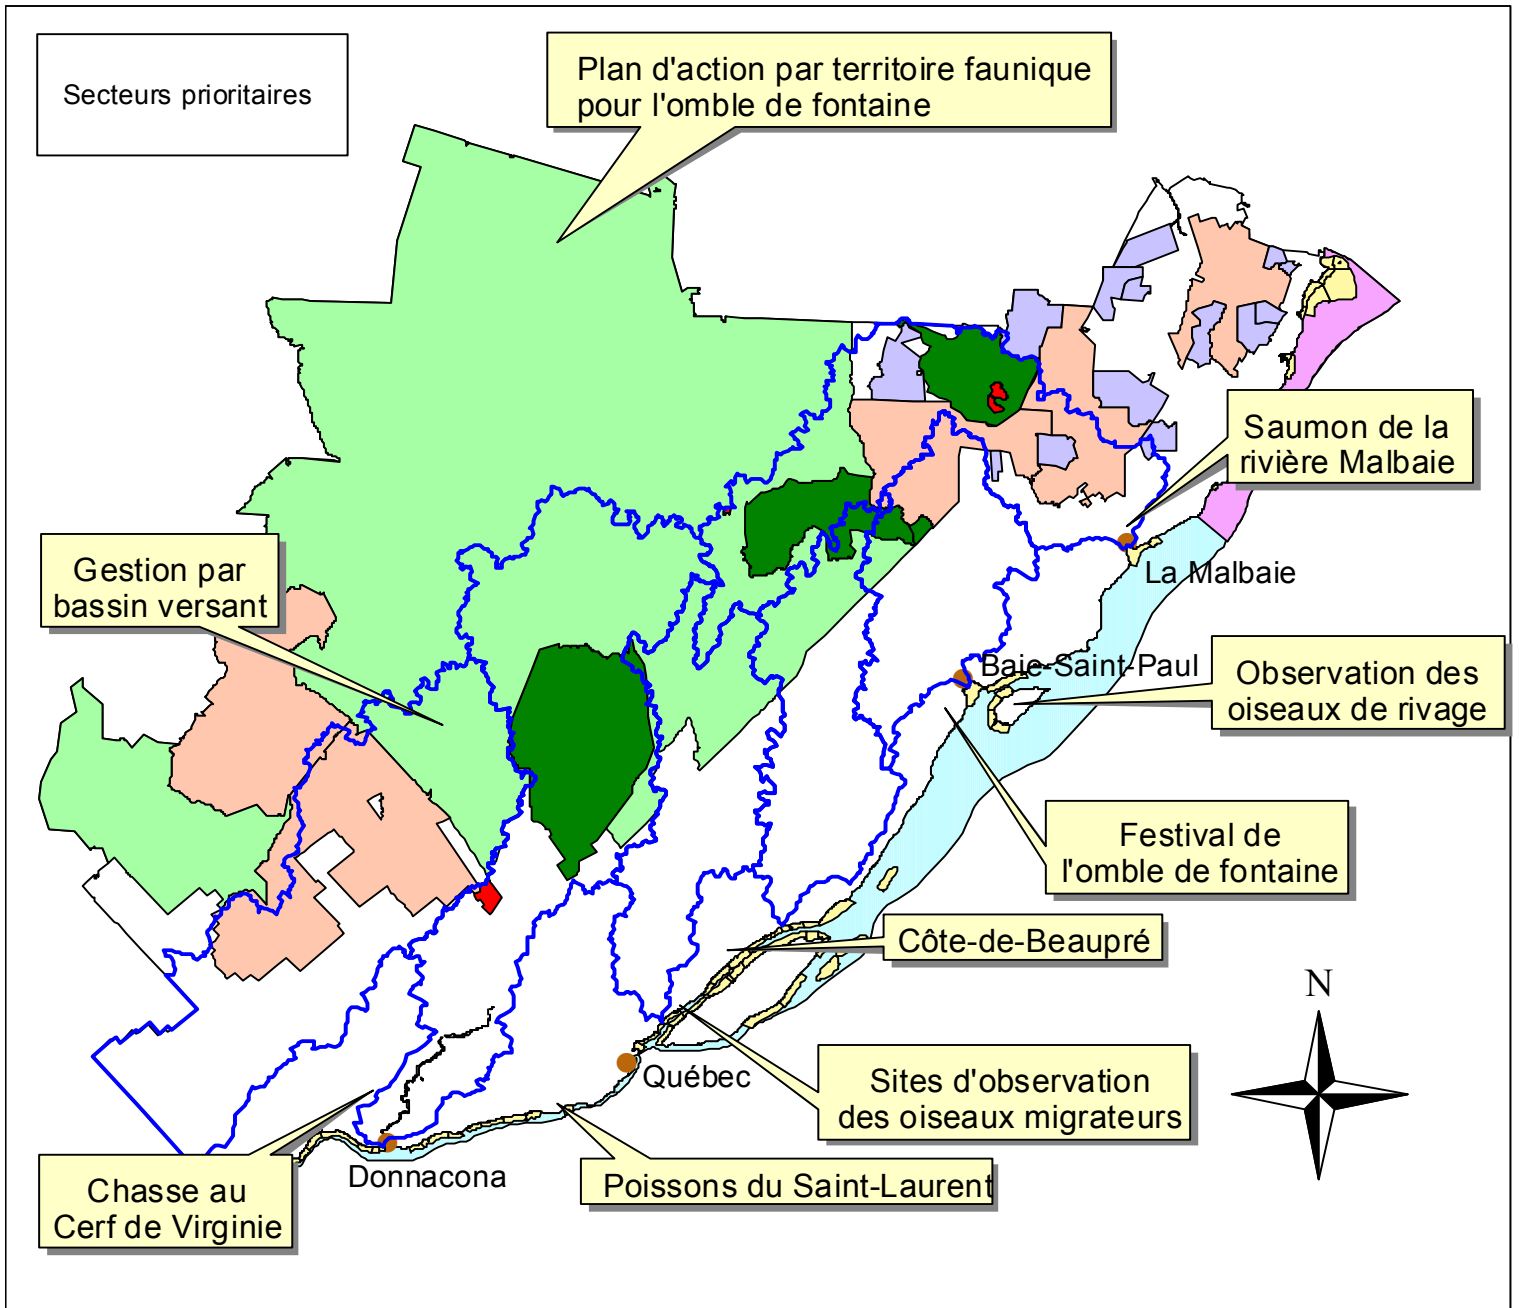 Secteurs prioritaires
Plan d'action par territoire faunique
pour l'omble de fontaine
Saumon de la
rivière Malbaie
Gestion par
bassin versant
La Malbaie
Baie-Saint-Paul
Observation des
oiseaux de rivage
Festival de
l'omble de fontaine
Côte-de-Beaupré
N
Québec
Sites d'observation
des oiseaux migrateurs
Donnacona
Poissons du Saint-Laurent
Chasse au
Cerf de Virginie